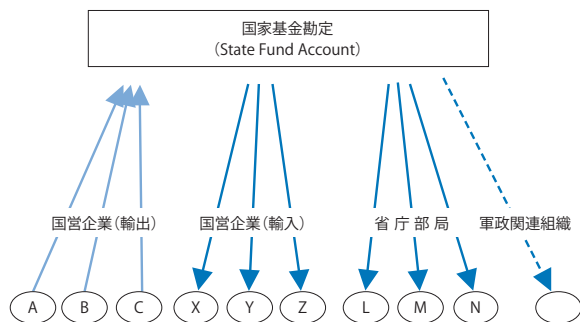 国家基金勘定
(State Fund Account)
国営企業(輸出)
国営企業(輸入)
省庁部局
軍政関連組織
A
B
C
X
Y
Z
L
M
N